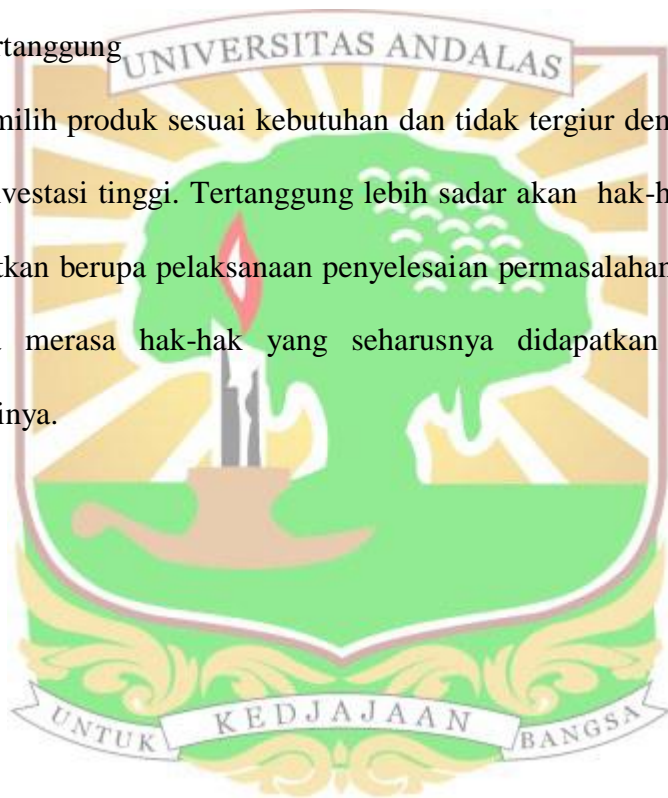 ertanggung
UNIVERSITAS ANDALAS
milih produk sesuai kebutuhan dan tidak tergiur den
vestasi tinggi. Tertanggung lebih sadar akan hak-h
tkan berupa pelaksanaan penyelesaian permasalahan
merasa hak-hak yang seharusnya didapatkan
inya.
UNTUK KEDJAJAAN BANGSA